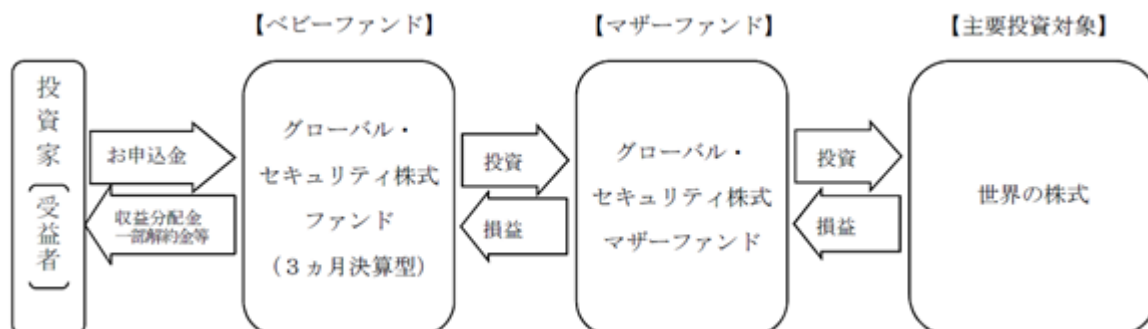 【ベビーファンド】
【マザーファンド】
【主要投資対象】
投資家（受益者）
お申込金
収益分配金
一部解約金等
グローバル・
セキュリティ株式
ファンド
（３ヵ月決算型）
投資
損益
グローバル・
セキュリティ株式
マザーファンド
投資
損益
世界の株式